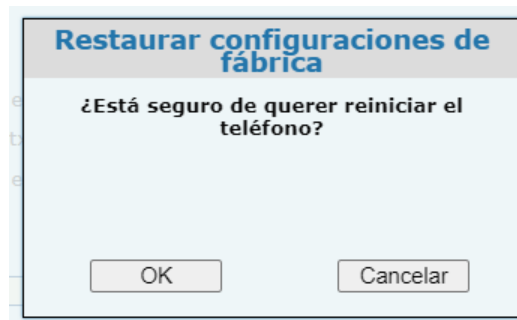 Restaurar configuraciones de
fábrica
¿Está seguro de querer reiniciar el
teléfono?
OK
Cancelar